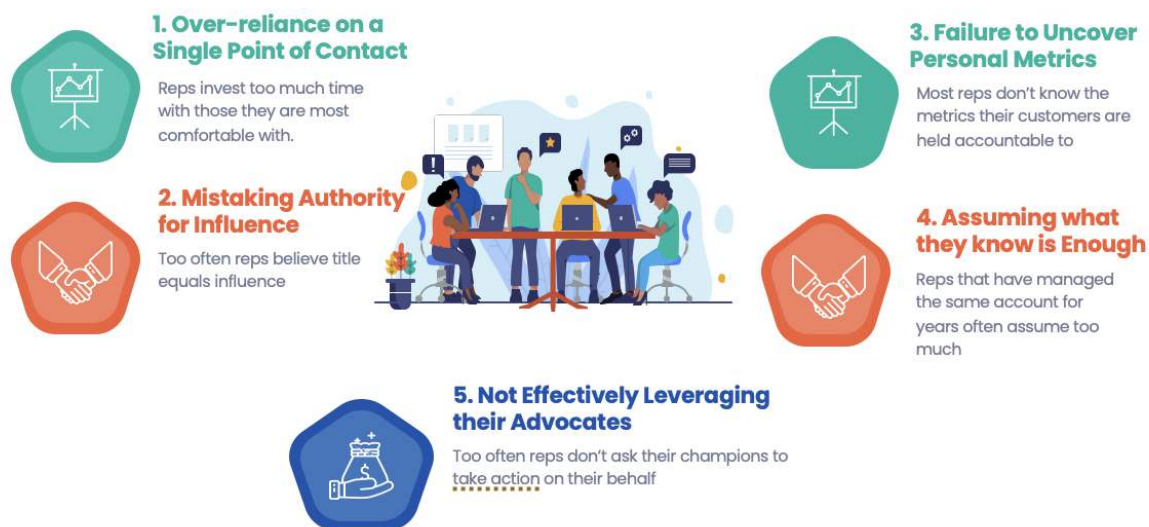 1. Over-reliance on a
Single Point of Contact
Reps invest too much time
with those they are most
comfortable with.
2. Mistaking Authority
for Influence
Too often reps believe title
equals influence
3. Failure to Uncover
Personal Metrics
Most reps don't know the
metrics their customers are
held accountable to
4. Assuming what
they know is Enough
Reps that have managed
the same account for
years often assume too
much
5. Not Effectively Leveraging
their Advocates
Too often reps don't ask their champions to
take action on their behalf